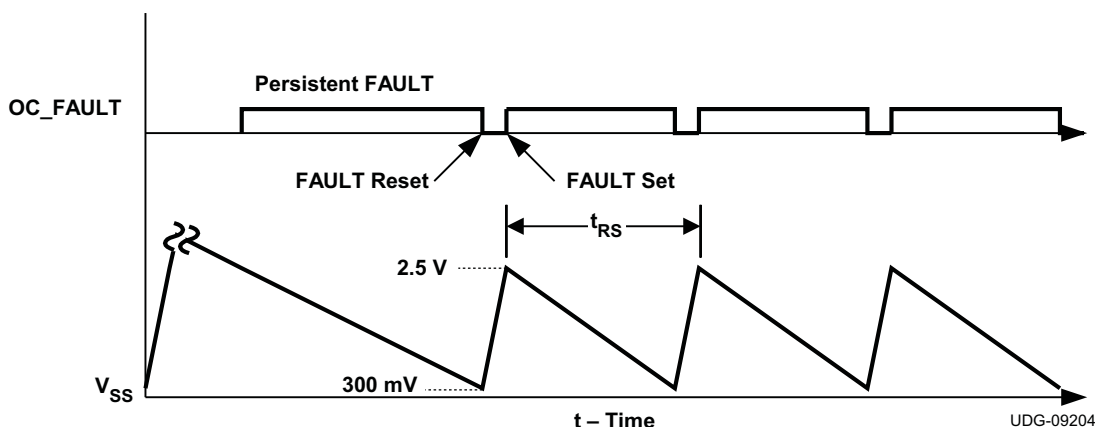 Persistent FAULT
OC_FAULT
FAULT Reset
FAULT Set
tRS
2.5 V
300 mV
VSS
t – Time
UDG-09204